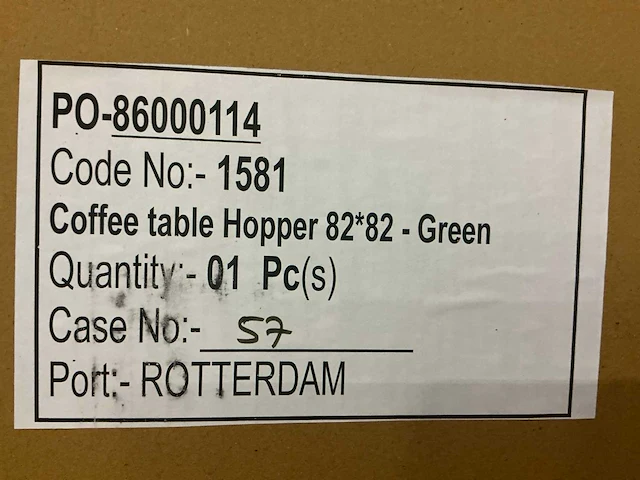 PO-86000114
Code No:- 1581
Coffee table Hopper 82*82 - Green
Quantity:- 01 Pc(s)
Case No:- 57
Port:- ROTTERDAM